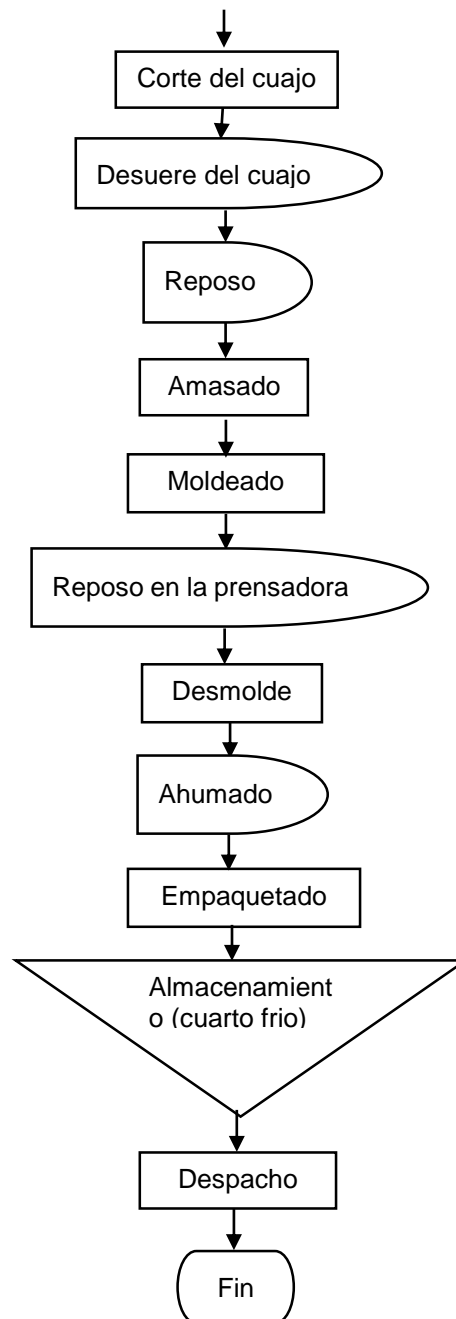 Corte del cuajo
Desuere del cuajo
Reposo
Amasado
Moldeado
Reposo en la prensadora
Desmolde
Ahumado
Empaquetado
Almacenamient
o (cuarto frio)
Despacho
Fin